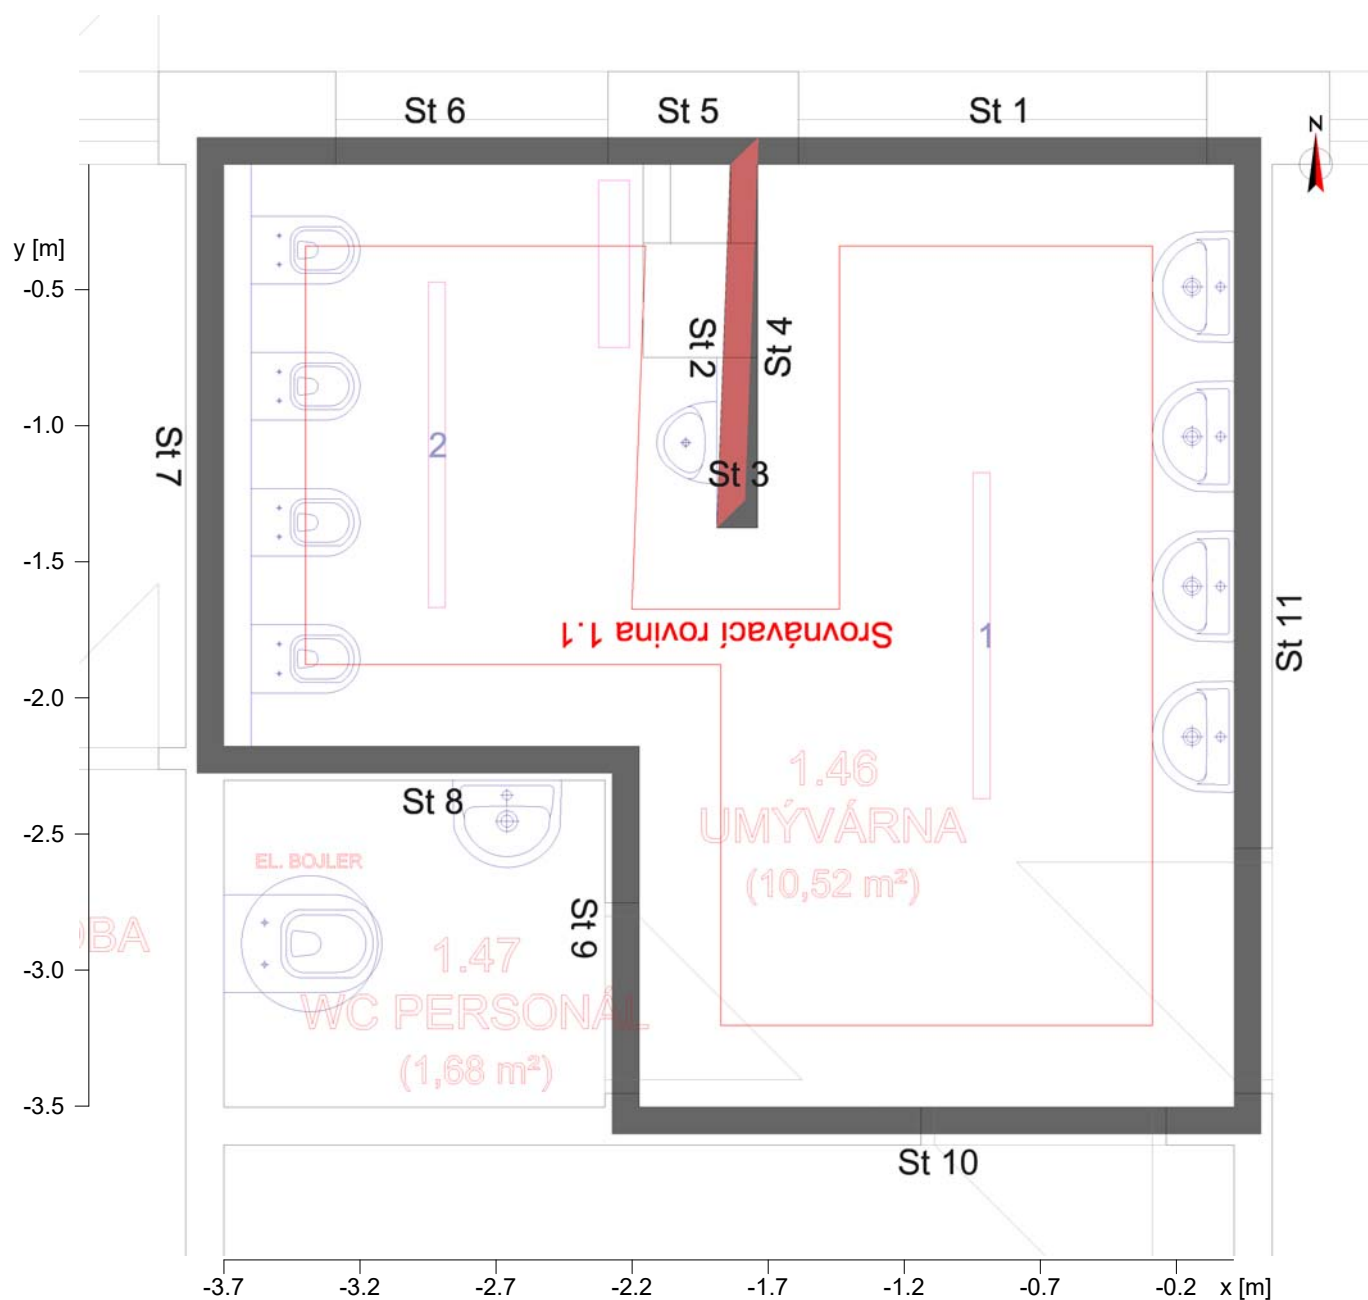 St 6
St 5
St 1
z
y [m]
-0.5
St 2
St 4
-1.0
2
St 7
St 3
-1.5
St 11
Srovnávací rovina 1.1
1
-2.0
1.46
UMÝVÁRNA
(10,52 m²)
St 8
-2.5
EL. BOJLER
St 9
OBA
1.47
WC PERSONÁL
(1,68 m²)
-3.0
-3.5
St 10
-3.7
-3.2
-2.7
-2.2
-1.7
-1.2
-0.7
-0.2
x [m]